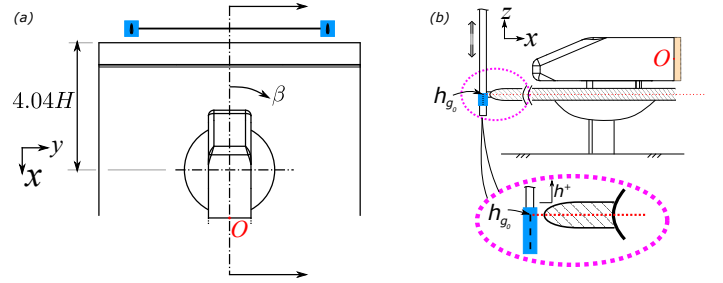 (a)
4.04H
β
y
x
O
(b)
z
x
O
h_{g_0}
h^+
h_{g_0}